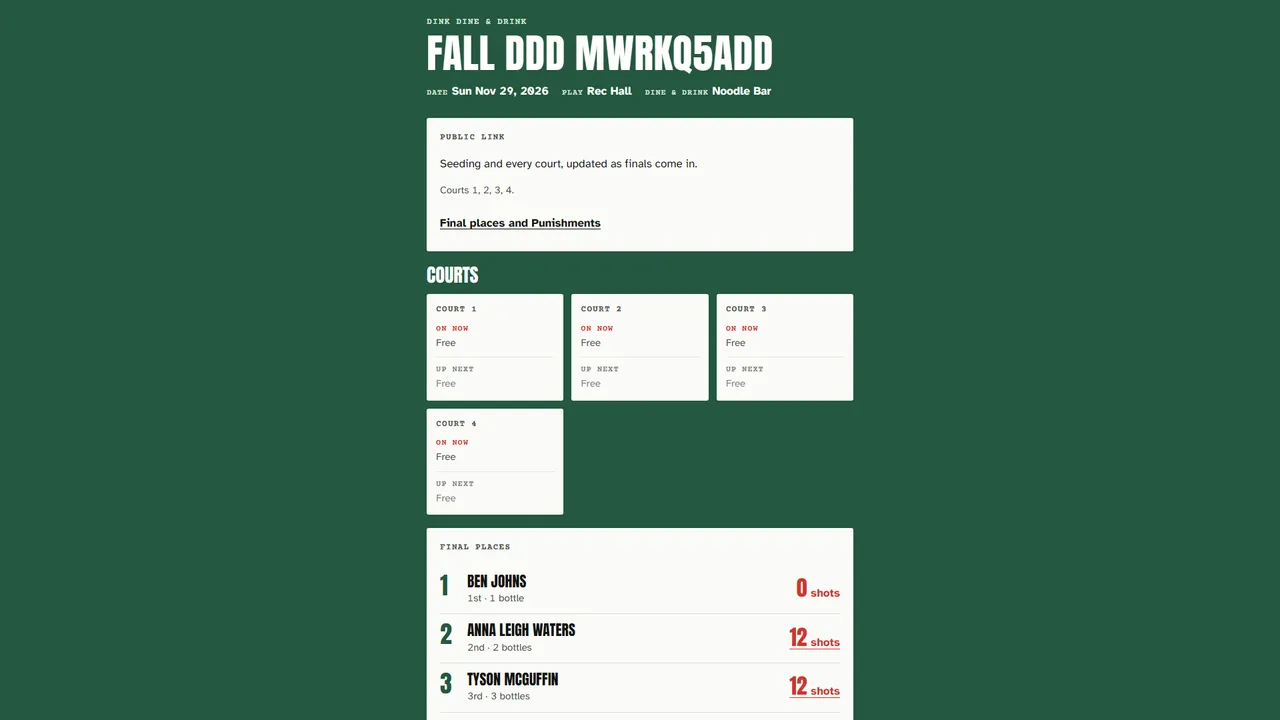 DINK DINE & DRINK
FALL DDD MWRKQ5ADD
DATE Sun Nov 29, 2026 PLAY Rec Hall DINE & DRINK Noodle Bar
PUBLIC LINK
Seeding and every court, updated as finals come in.
Courts 1, 2, 3, 4.
Final places and Punishments
COURTS
COURT 1
ON NOW
Free
UP NEXT
Free
COURT 2
ON NOW
Free
UP NEXT
Free
COURT 3
ON NOW
Free
UP NEXT
Free
COURT 4
ON NOW
Free
UP NEXT
Free
FINAL PLACES
1 BEN JOHNS 0 shots
1st · 1 bottle
2 ANNA LEIGH WATERS 12 shots
2nd · 2 bottles
3 TYSON MCGUFFIN 12 shots
3rd · 3 bottles